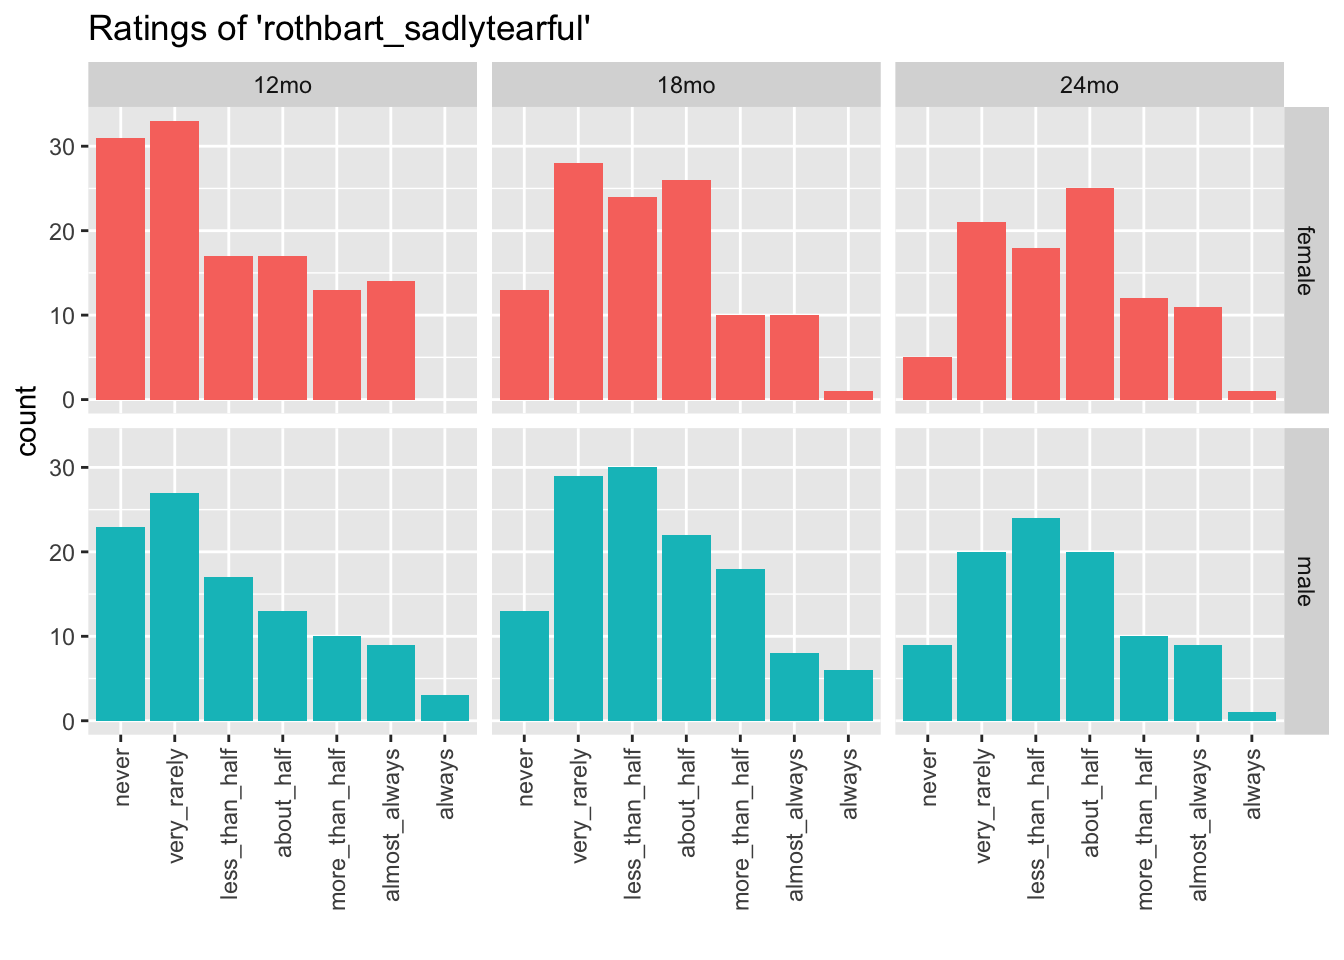 Ratings of 'rothbart_sadlytearful'
12mo
18mo
24mo
30
20
10
0
female
count
30
20
10
0
male
never
very_rarely
less_than_half
about_half
more_than_half
almost_always
always
never
very_rarely
less_than_half
about_half
more_than_half
almost_always
always
never
very_rarely
less_than_half
about_half
more_than_half
almost_always
always